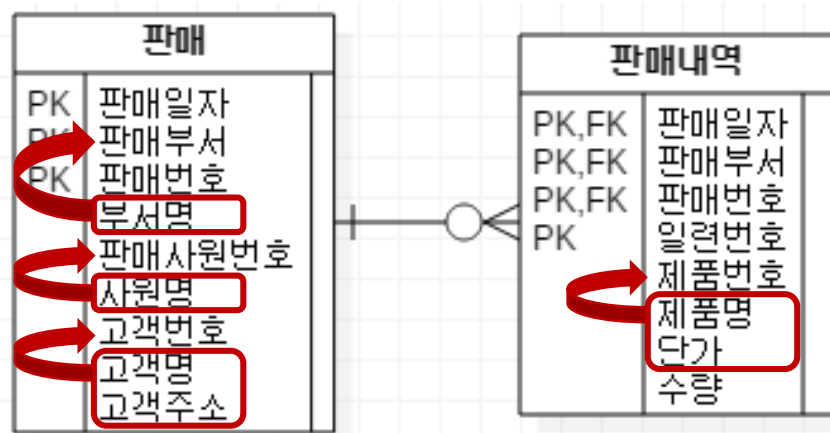 판매
PK 판매일자
PK 판매부서
PK 판매번호
부서명
판매사원번호
사원명
고객번호
고객명
고객주소
판매내역
PK,FK 판매일자
PK,FK 판매부서
PK,FK 판매번호
PK 일련번호
제품번호
제품명
단가
수량